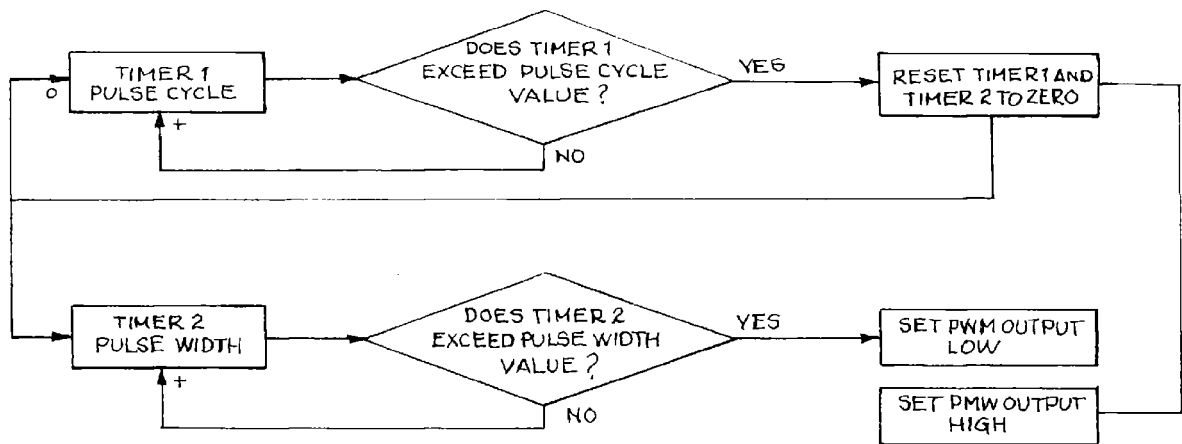 TIMER 1
PULSE CYCLE
O
+
DOES TIMER 1
EXCEED PULSE CYCLE
VALUE?
YES
NO
RESET TIMER 1 AND
TIMER 2 TO ZERO
TIMER 2
PULSE WIDTH
+
DOES TIMER 2
EXCEED PULSE WIDTH
VALUE?
YES
NO
SET PWM OUTPUT
LOW
SET PMW OUTPUT
HIGH